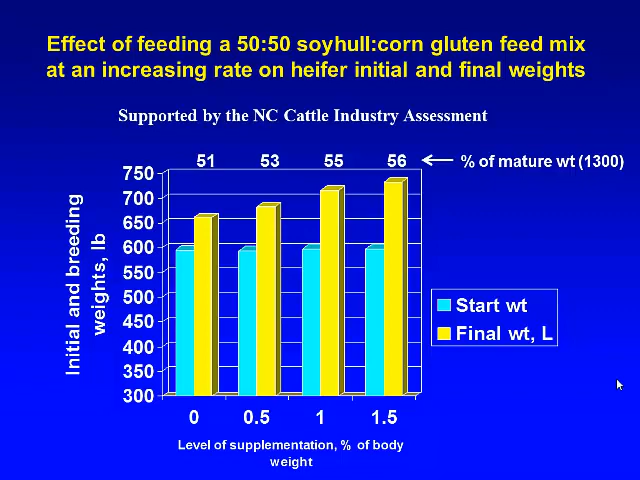 Effect of feeding a 50:50 soyhull:corn gluten feed mix
at an increasing rate on heifer initial and final weights
Supported by the NC Cattle Industry Assessment
51 53 55 56 % of mature wt (1300)
750
700
650
600
550
500
450
400
350
300
Initial and breeding
weights, lb
Start wt
Final wt, L
0 0.5 1 1.5
Level of supplementation, % of body
weight